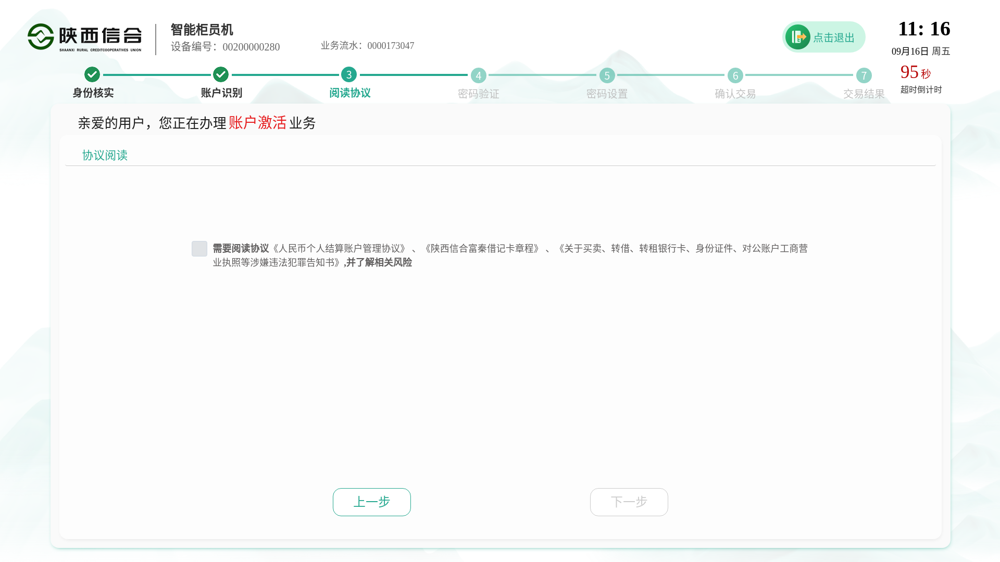 陕西信合
SHAANXI RURAL CREDITCOOPERATIVES UNION
智能柜员机
设备编号：00200000280
业务流水：0000173047
点击退出
11: 16
09月16日 周五
95 秒
超时倒计时
3
4
5
6
7
身份核实
账户识别
阅读协议
密码验证
密码设置
确认交易
交易结果
亲爱的用户，您正在办理 账户激活 业务
协议阅读
需要阅读协议《人民币个人结算账户管理协议》 、《陕西信合富秦借记卡章程》 、《关于买卖、转借、转租银行卡、身份证件、对公账户工商营
业执照等涉嫌违法犯罪告知书》,并了解相关风险
上一步
下一步